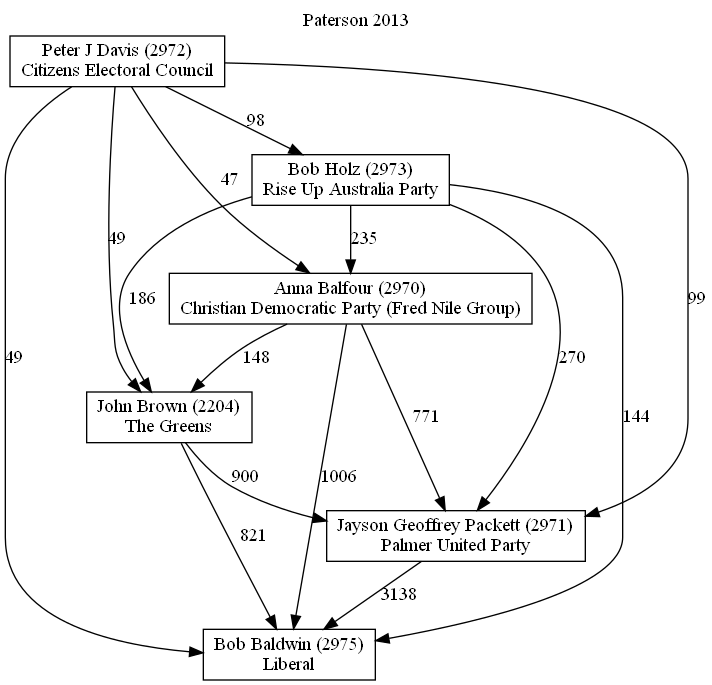 Paterson 2013
Peter J Davis (2972)
Citizens Electoral Council
98
Bob Holz (2973)
Rise Up Australia Party
47
49
235
186
Anna Balfour (2970)
Christian Democratic Party (Fred Nile Group)
99
49
148
270
John Brown (2204)
The Greens
771
144
900
1006
Jayson Geoffrey Packett (2971)
Palmer United Party
821
3138
Bob Baldwin (2975)
Liberal